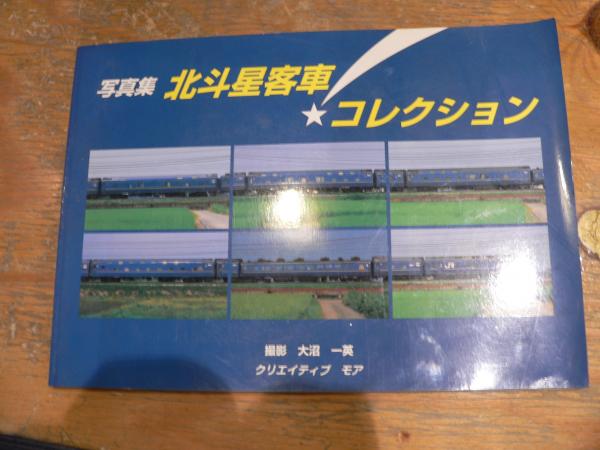 写真集 北斗星客車
☆コレクション
撮影 大沼 一英
クリエイティブ モア